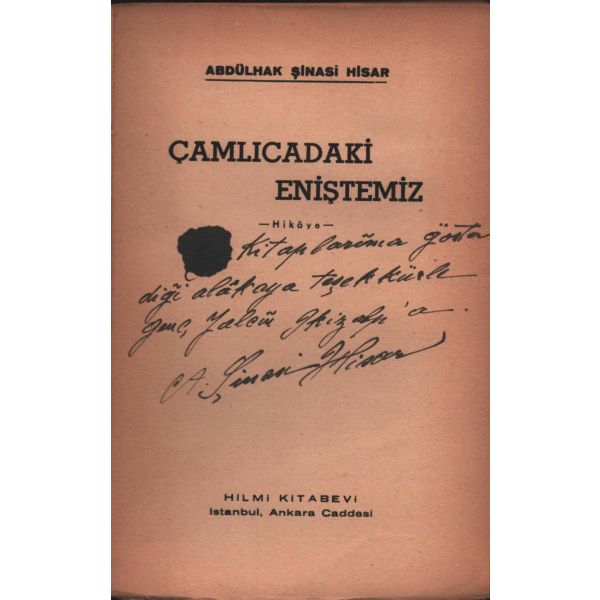 ABDÜLHAK ŞİNASİ HİSAR
ÇAMLICADAKİ
ENİŞTEMİZ
—Hikâye—
Kitaplarıma göster
diği alâkaya teşekkürle
genç Yalçın İkizalp'a.
A. Şinasi Hisar
HİLMİ KİTABEVİ
İstanbul, Ankara Caddesi